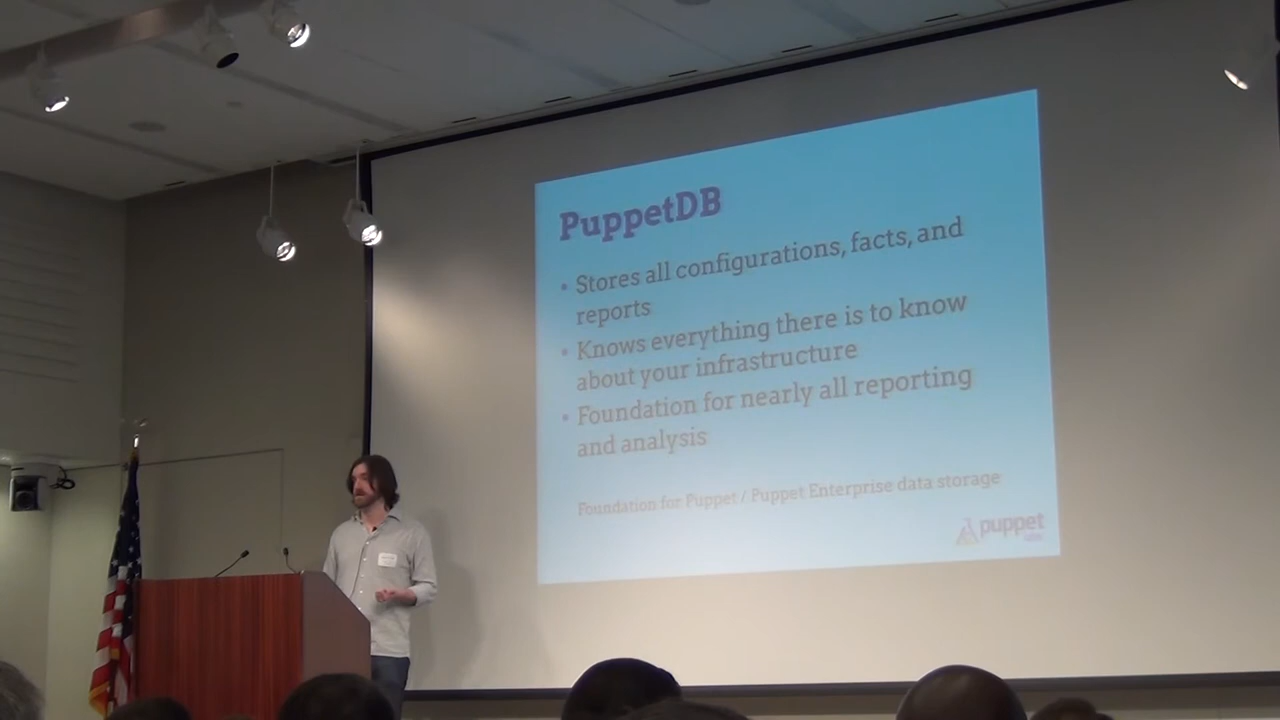 PuppetDB
• Stores all configurations, facts, and
reports
• Knows everything there is to know
about your infrastructure
• Foundation for nearly all reporting
and analysis
Foundation for Puppet / Puppet Enterprise data storage
puppet
labs